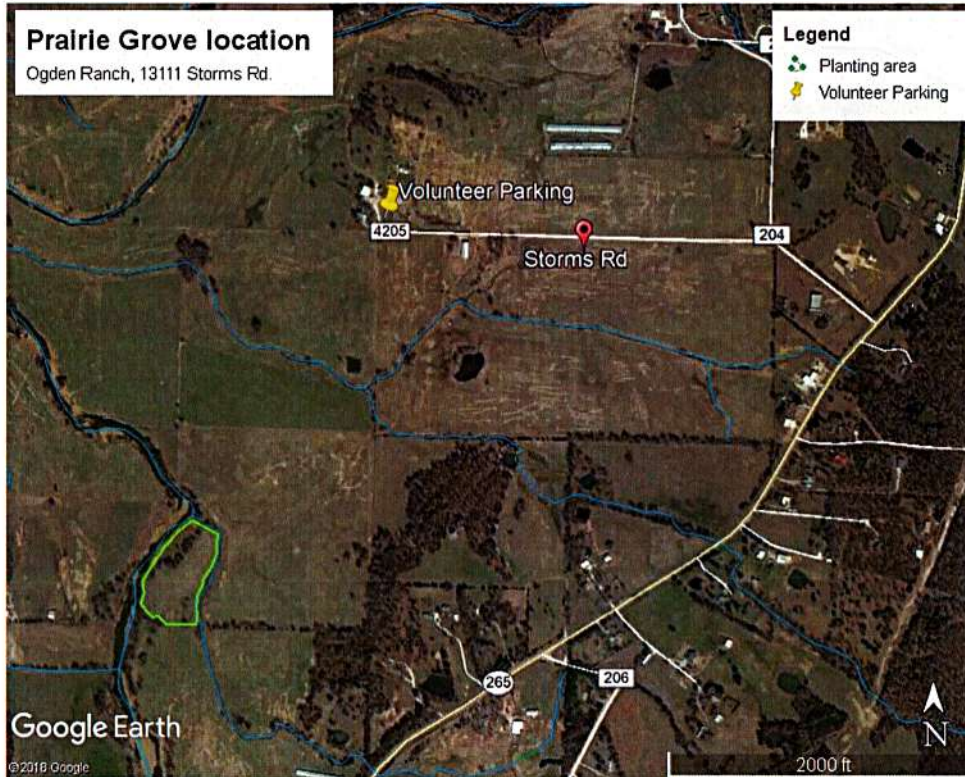 Prairie Grove location
Ogden Ranch, 13111 Storms Rd.
Legend
Planting area
Volunteer Parking
Volunteer Parking
4205
204
Storms Rd
265
206
Google Earth
©2018 Google
N
2000 ft